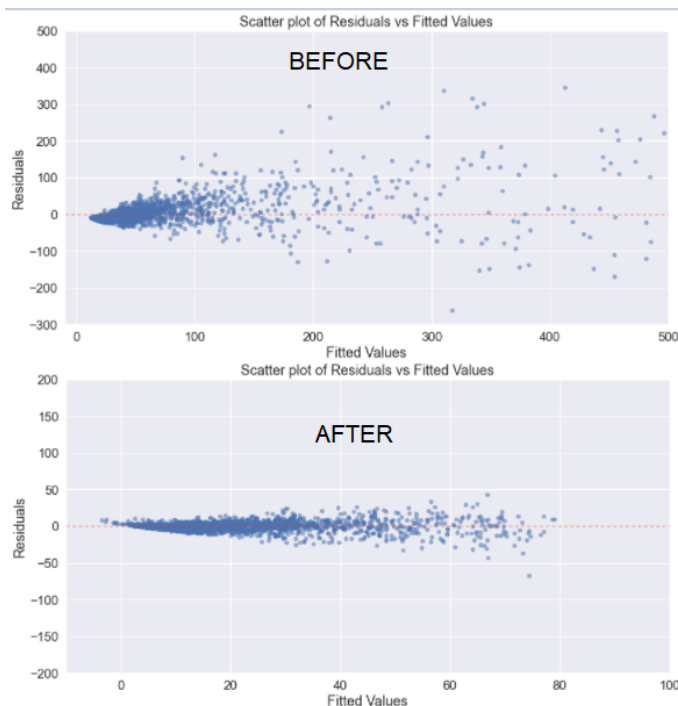 Scatter plot of Residuals vs Fitted Values
BEFORE
500
400
300
200
100
0
−100
−200
−300
Residuals
0 100 200 300 400 500
Fitted Values
Scatter plot of Residuals vs Fitted Values
AFTER
200
150
100
50
0
−50
−100
−150
−200
Residuals
0 20 40 60 80 100
Fitted Values